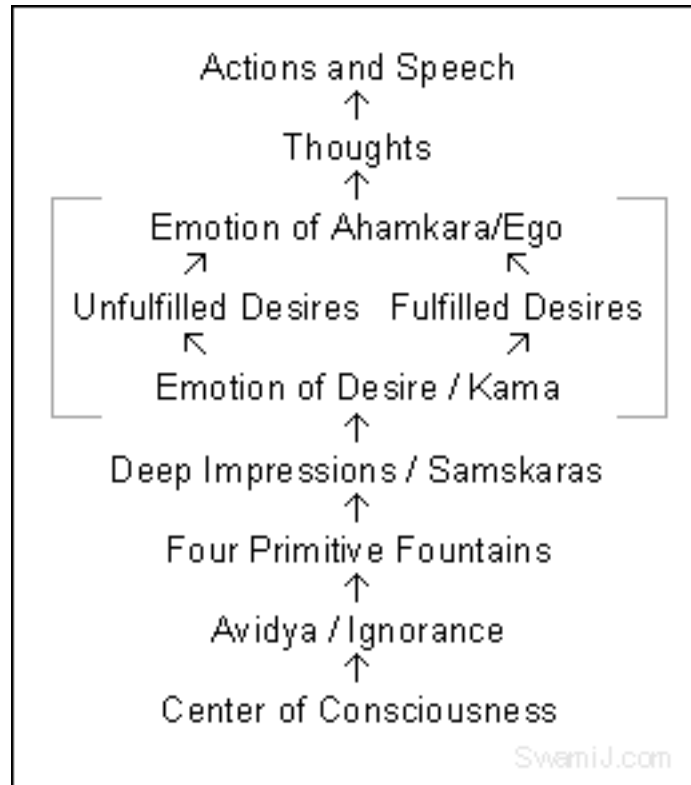 Actions and Speech
Thoughts
Emotion of Ahamkara/Ego
Unfulfilled Desires Fulfilled Desires
Emotion of Desire / Kama
Deep Impressions / Samskaras
Four Primitive Fountains
Avidya / Ignorance
Center of Consciousness
SwamiJ.com